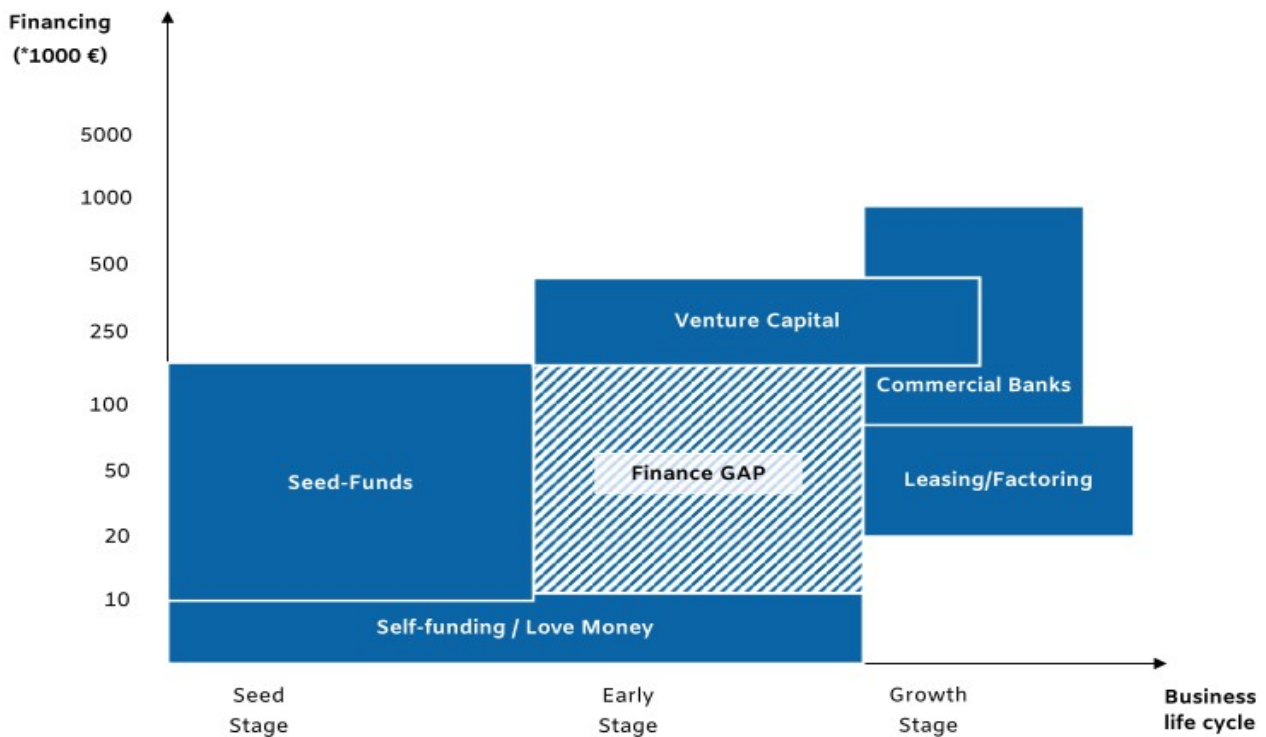 Financing
(*1000 €)
5000
1000
500
250
100
50
20
10
Venture Capital
Commercial Banks
Seed-Funds
Finance GAP
Leasing/Factoring
Self-funding / Love Money
Seed
Stage
Early
Stage
Growth
Stage
Business
life cycle